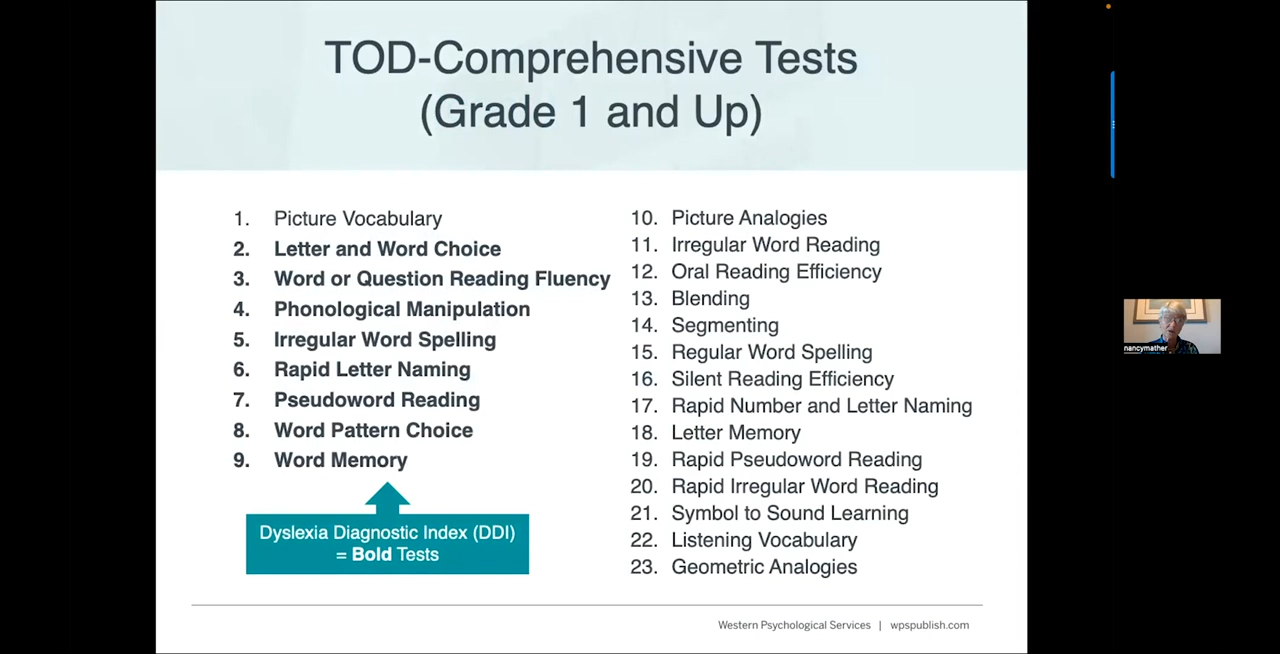 TOD-Comprehensive Tests
(Grade 1 and Up)
1. Picture Vocabulary
2. Letter and Word Choice
3. Word or Question Reading Fluency
4. Phonological Manipulation
5. Irregular Word Spelling
6. Rapid Letter Naming
7. Pseudoword Reading
8. Word Pattern Choice
9. Word Memory
Dyslexia Diagnostic Index (DDI)
= Bold Tests
10. Picture Analogies
11. Irregular Word Reading
12. Oral Reading Efficiency
13. Blending
14. Segmenting
15. Regular Word Spelling
16. Silent Reading Efficiency
17. Rapid Number and Letter Naming
18. Letter Memory
19. Rapid Pseudoword Reading
20. Rapid Irregular Word Reading
21. Symbol to Sound Learning
22. Listening Vocabulary
23. Geometric Analogies
Western Psychological Services | wpspublish.com
nancymather